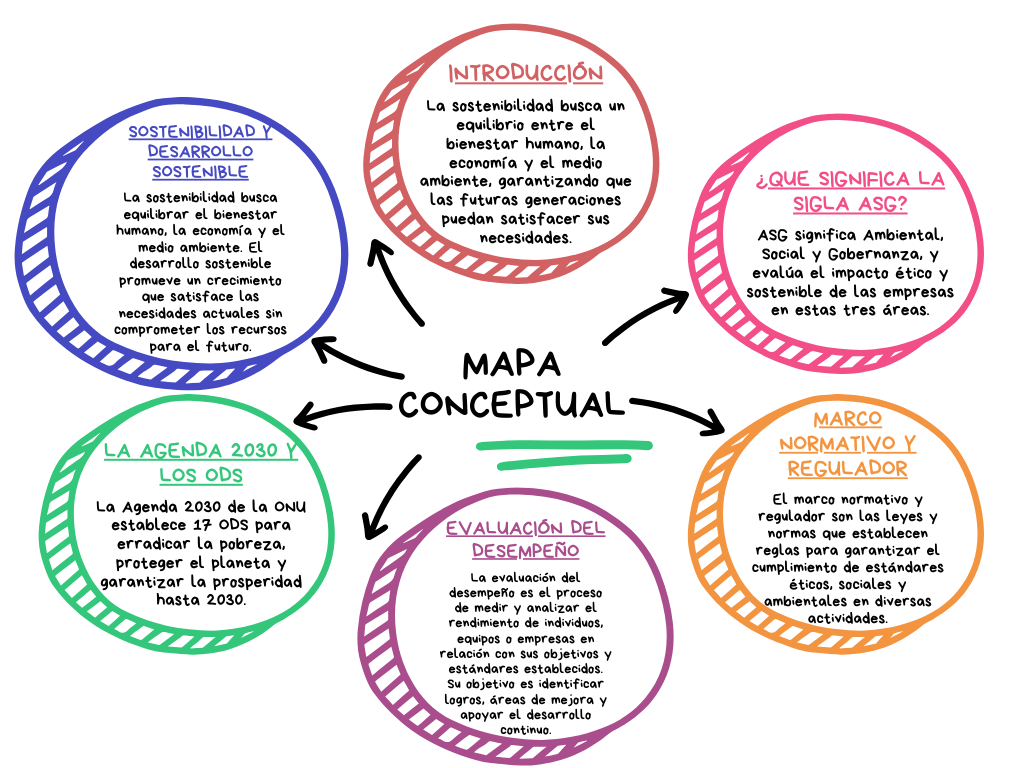 INTRODUCCIÓN
La sostenibilidad busca un
equilibrio entre el
bienestar humano, la
economía y el medio
ambiente, garantizando que
las futuras generaciones
puedan satisfacer sus
necesidades.
SOSTENIBILIDAD Y
DESARROLLO
SOSTENIBLE
La sostenibilidad busca
equilibrar el bienestar
humano, la economía y el
medio ambiente. El
desarrollo sostenible
promueve un crecimiento
que satisface las
necesidades actuales sin
comprometer los recursos
para el futuro.
¿QUE SIGNIFICA LA
SIGLA ASG?
ASG significa Ambiental,
Social y Gobernanza, y
evalúa el impacto ético y
sostenible de las empresas
en estas tres áreas.
MAPA
CONCEPTUAL
LA AGENDA 2030 Y
LOS ODS
La Agenda 2030 de la ONU
establece 17 ODS para
erradicar la pobreza,
proteger el planeta y
garantizar la prosperidad
hasta 2030.
MARCO
NORMATIVO Y
REGULADOR
El marco normativo y
regulador son las leyes y
normas que establecen
reglas para garantizar el
cumplimiento de estándares
éticos, sociales y
ambientales en diversas
actividades.
EVALUACIÓN DEL
DESEMPEÑO
La evaluación del
desempeño es el proceso
de medir y analizar el
rendimiento de individuos,
equipos o empresas en
relación con sus objetivos y
estándares establecidos.
Su objetivo es identificar
logros, áreas de mejora y
apoyar el desarrollo
continuo.